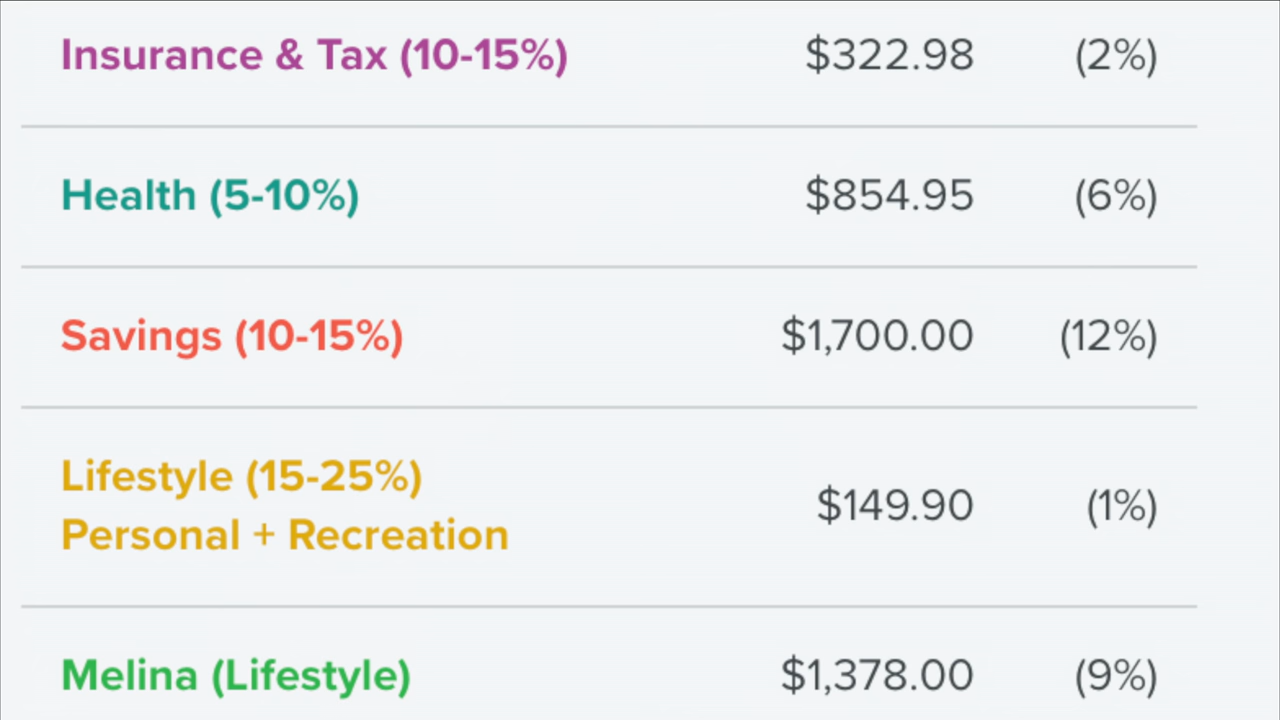 Insurance & Tax (10-15%) $322.98 (2%)
Health (5-10%) $854.95 (6%)
Savings (10-15%) $1,700.00 (12%)
Lifestyle (15-25%)
Personal + Recreation $149.90 (1%)
Melina (Lifestyle) $1,378.00 (9%)